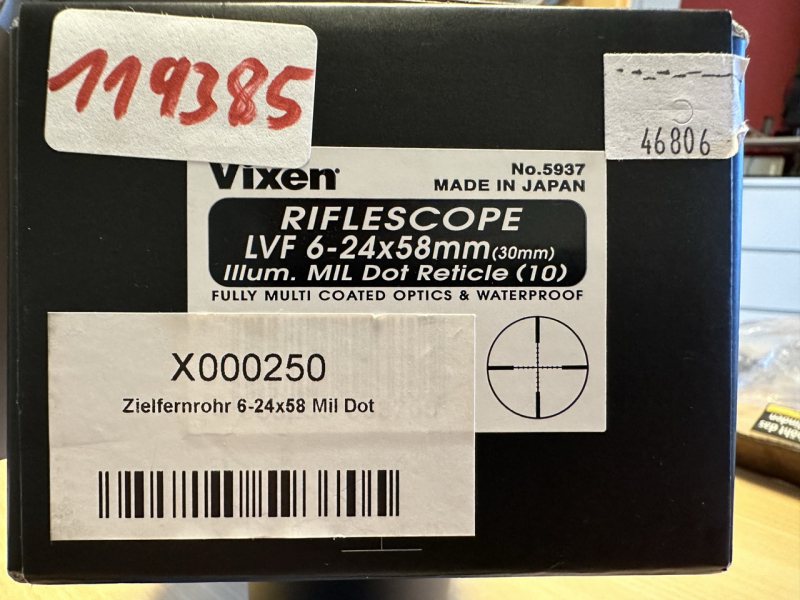 119385
46806
Vixen
No.5937
MADE IN JAPAN
RIFLESCOPE
LVF 6-24x58mm(30mm)
Illum. MIL Dot Reticle (10)
FULLY MULTI COATED OPTICS & WATERPROOF
X000250
Zielfernrohr 6-24x58 Mil Dot